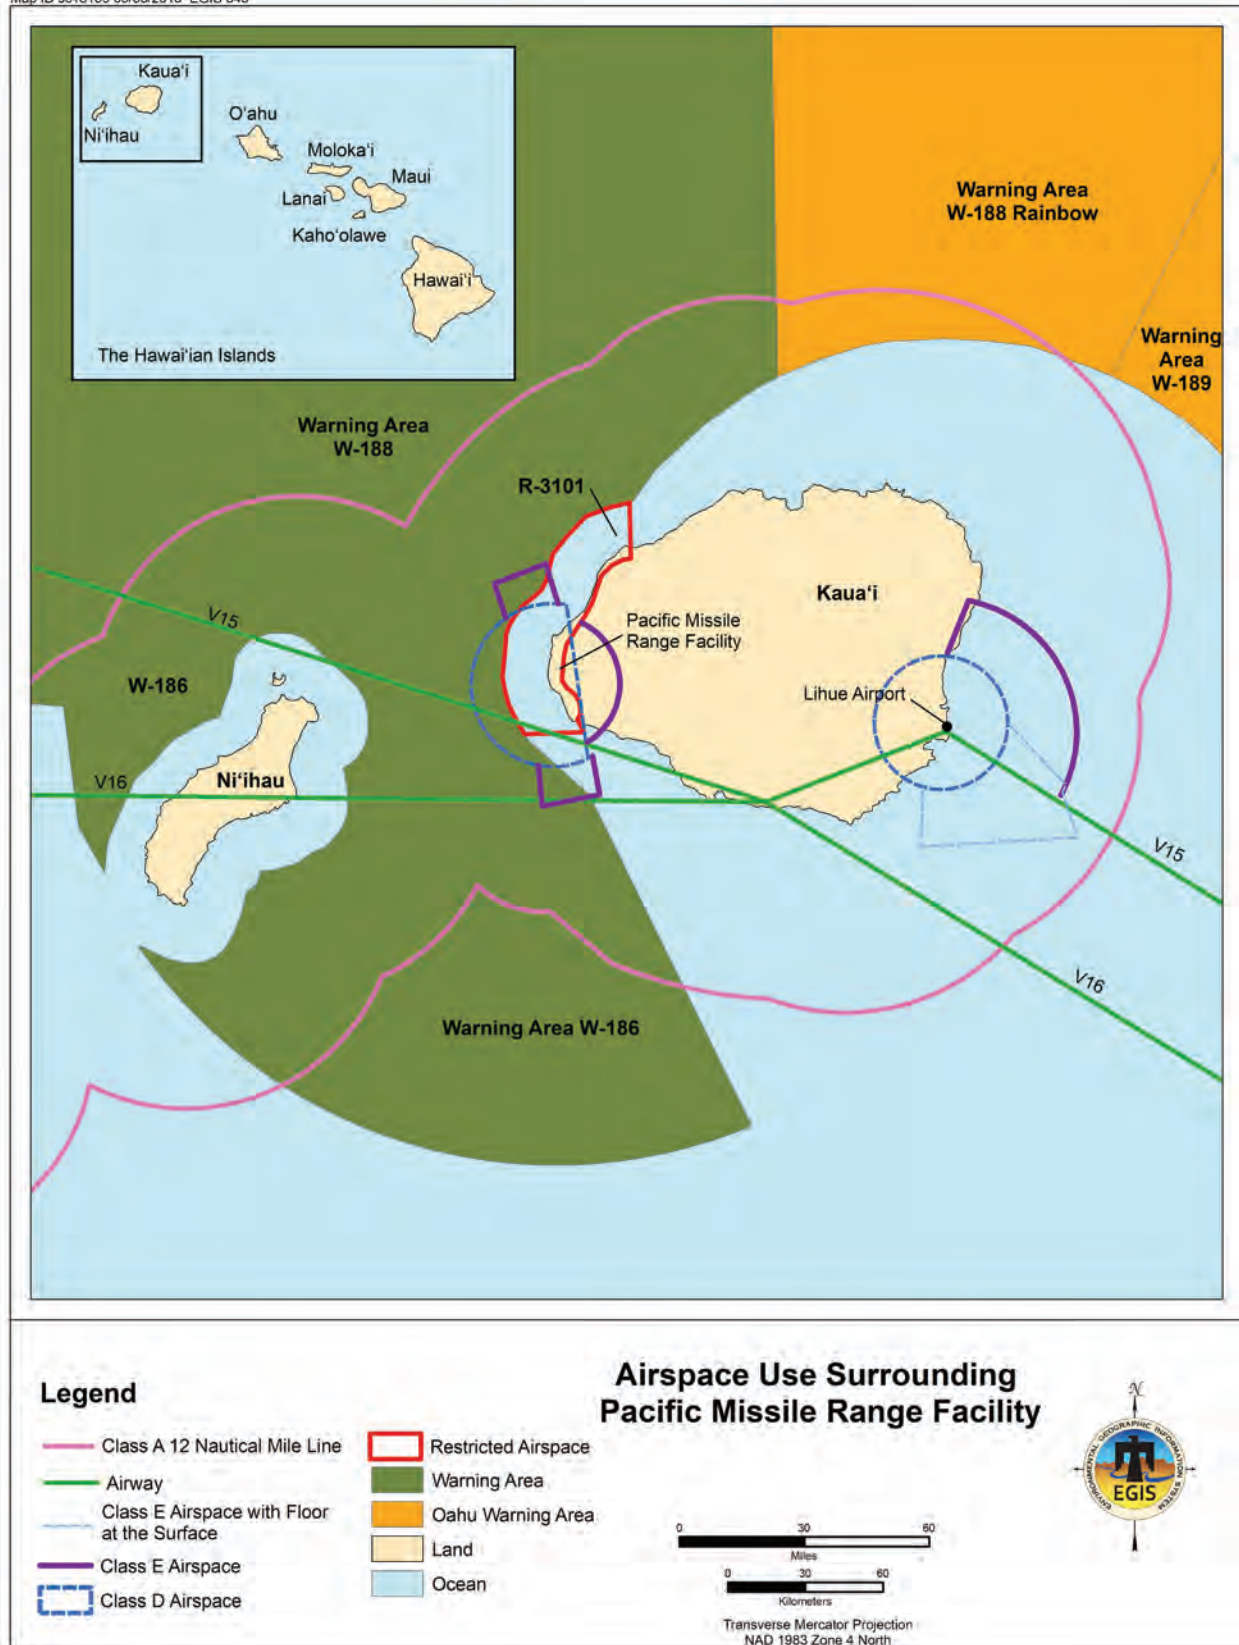 Kaua'i
Ni'ihau
O'ahu
Moloka'i
Lanai
Maui
Kaho'olawe
Hawai'i
The Hawai'ian Islands
Warning Area
W-188 Rainbow
Warning
Area
W-189
Warning Area
W-188
R-3101
Kaua'i
Pacific Missile
Range Facility
V15
W-186
Lihue Airport
Ni'ihau
V16
V15
V16
Warning Area W-186
Airspace Use Surrounding
Pacific Missile Range Facility
Legend
Class A 12 Nautical Mile Line
Airway
Class E Airspace with Floor
at the Surface
Class E Airspace
Class D Airspace
Restricted Airspace
Warning Area
Oahu Warning Area
Land
Ocean
0 30 60
Miles
0 30 60
Kilometers
Transverse Mercator Projection
NAD 1983 Zone 4 North
N
ENVIRONMENTAL GEOGRAPHIC INFORMATION SYSTEM
EGIS